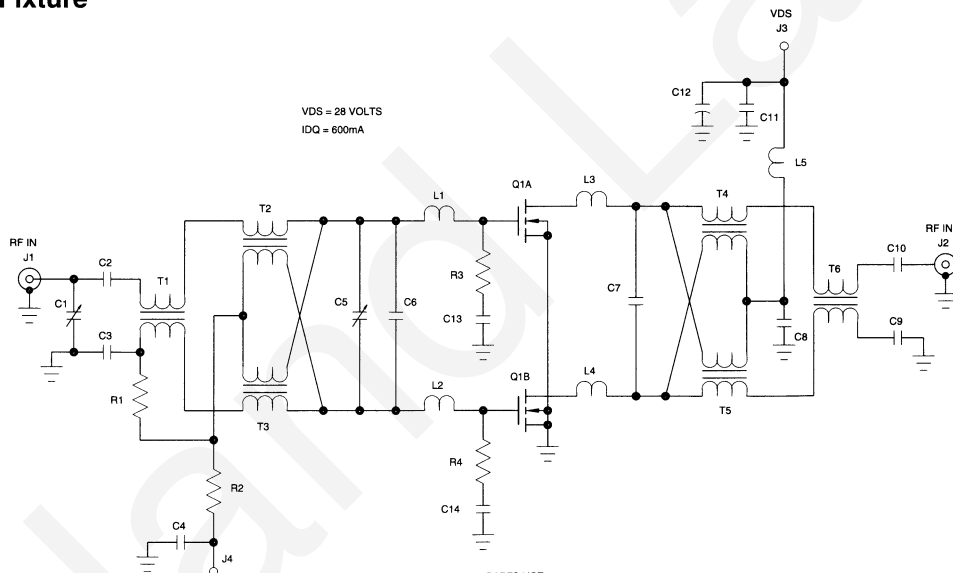 Fixture
VDS
J3
C12
C11
VDS = 28 VOLTS
IDQ = 600mA
L5
Q1A
L3
T4
L1
T2
RF IN
J1
C2
T1
C1
R3
C5
C6
C7
C13
C3
RF IN
J2
C10
T6
C8
C9
R1
L2
Q1B
L4
T3
T5
R4
R2
C14
C4
J4